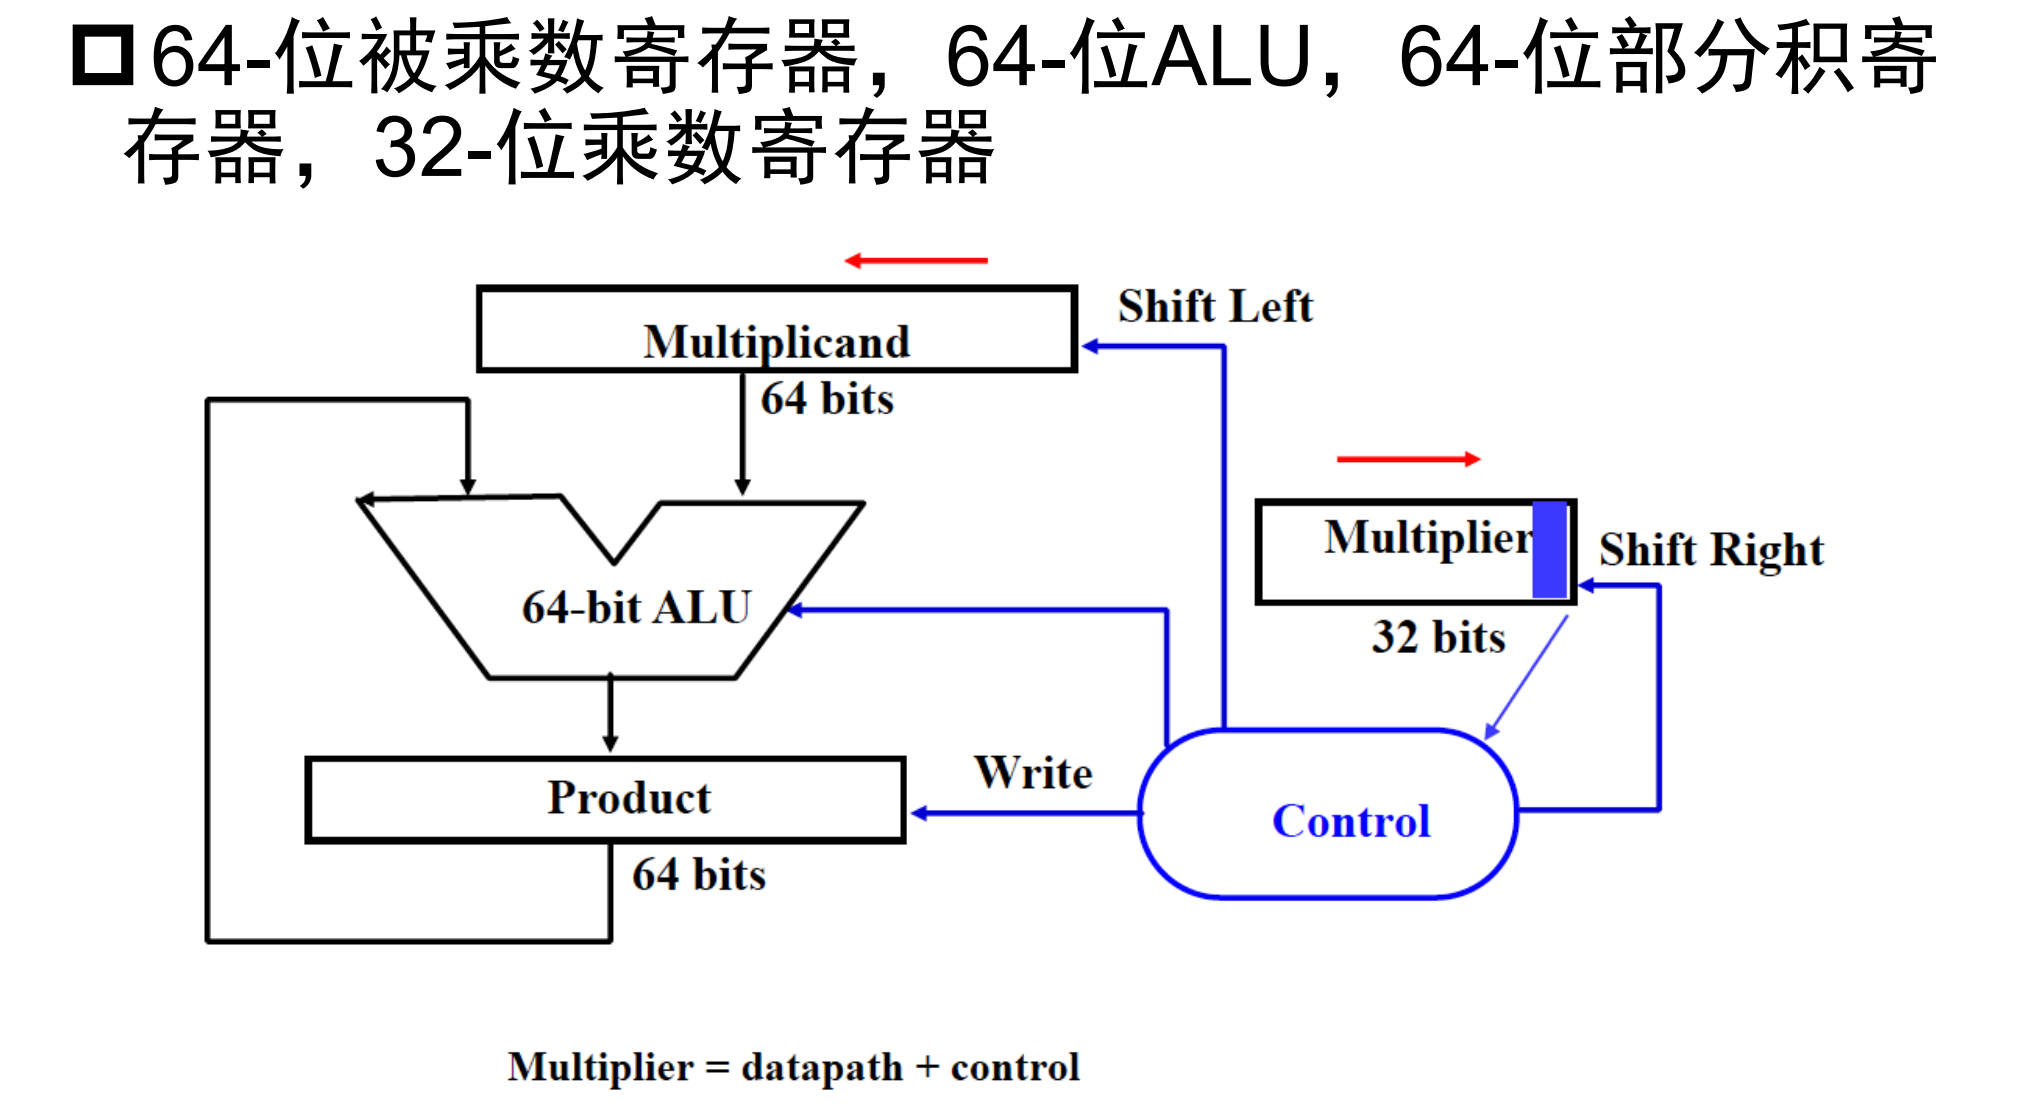 64-位被乘数寄存器，64-位ALU，64-位部分积寄
存器，32-位乘数寄存器
Shift Left
Multiplicand
64 bits
Multiplier
Shift Right
64-bit ALU
32 bits
Write
Product
Control
64 bits
Multiplier = datapath + control